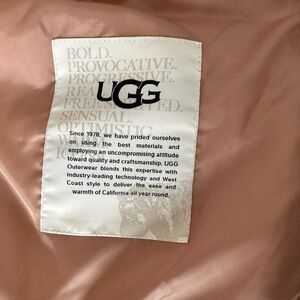 BOLD.
PROVOCATIVE.
PROGRESSIVE.
UGG
SENSUAL.
OPTIMISTIC.
Since 1978, we have prided ourselves
on using the best materials and
employing an uncompromising attitude
toward quality and craftsmanship. UGG
Outerwear blends this expertise with
industry-leading technology and West
Coast style to deliver the ease and
warmth of California all year round.